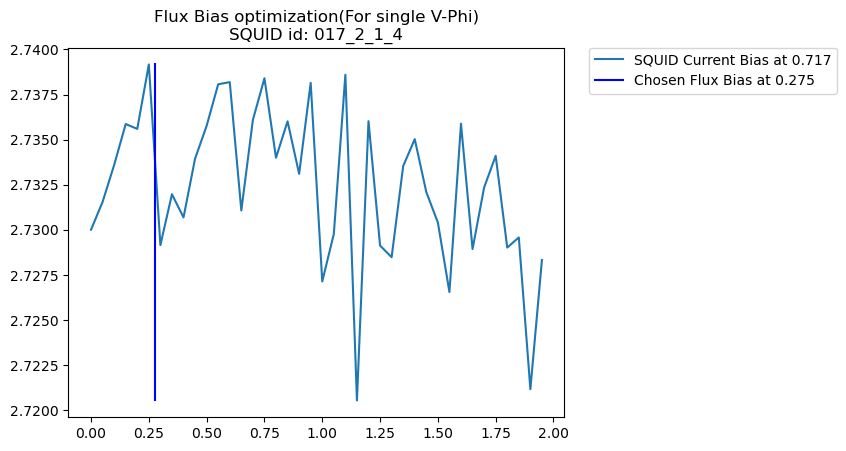 Flux Bias optimization(For single V-Phi)
SQUID id: 017_2_1_4
SQUID Current Bias at 0.717
Chosen Flux Bias at 0.275
2.7400
2.7375
2.7350
2.7325
2.7300
2.7275
2.7250
2.7225
2.7200
0.00 0.25 0.50 0.75 1.00 1.25 1.50 1.75 2.00